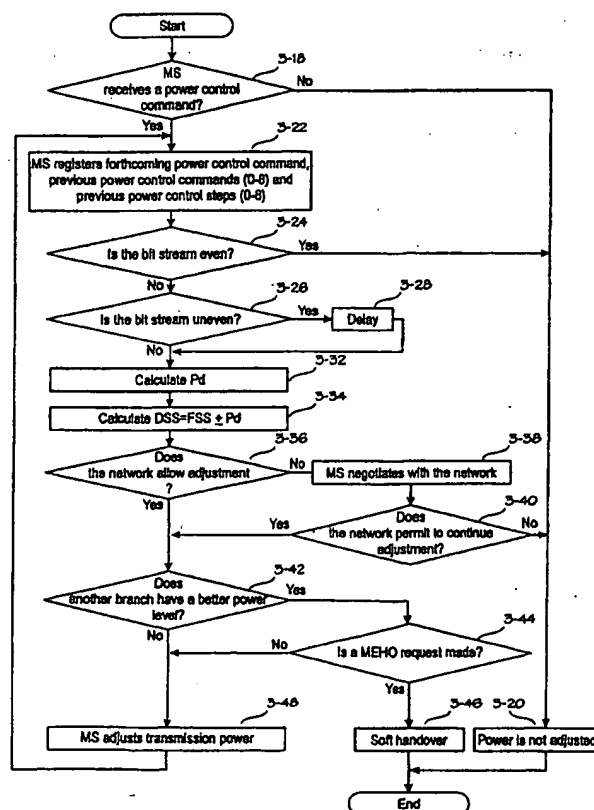 Start
3-18
MS
receives a power control
command?
No
Yes
3-22
MS registers forthcoming power control command,
previous power control commands (0-8) and
previous power control steps (0-8)
3-24
Is the bit stream even?
Yes
No
3-26
3-28
Is the bit stream uneven?
Yes
Delay
No
3-32
Calculate Pd
3-34
Calculate DSS=FSS ± Pd
3-36
Does
the network allow adjustment
?
No
3-38
MS negotiates with the network
Yes
3-40
Does
the network permit to continue
adjustment?
Yes
No
3-42
Does
another branch have a better power
level?
Yes
No
3-44
Is a MEHO request made?
No
Yes
3-48
MS adjusts transmission power
3-46
Soft handover
3-20
Power is not adjusted
End